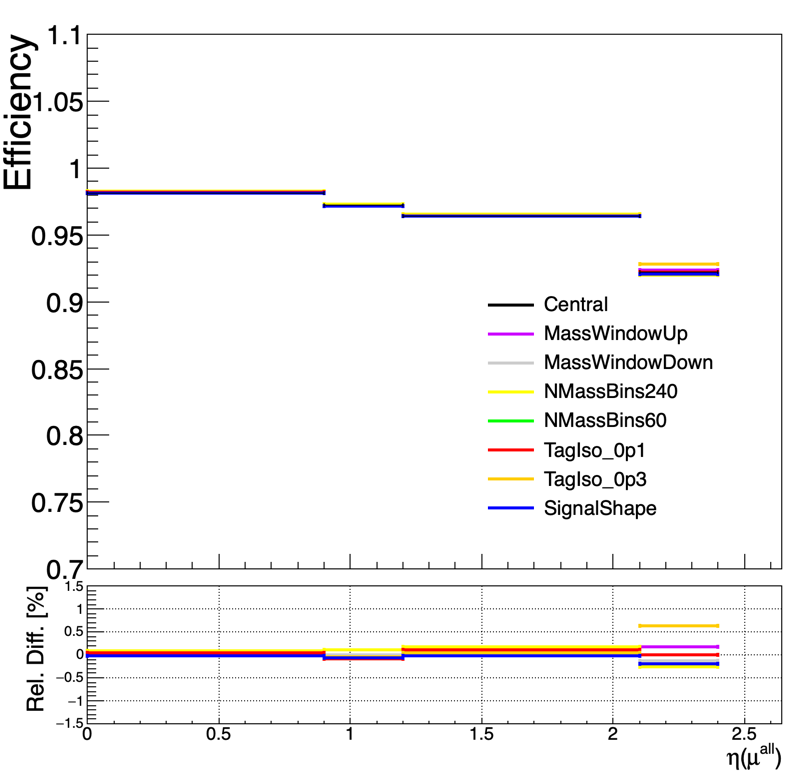 Efficiency
1.1
1.05
1
0.95
0.9
0.85
0.8
0.75
0.7
Central
MassWindowUp
MassWindowDown
NMassBins240
NMassBins60
TagIso_0p1
TagIso_0p3
SignalShape
Rel. Diff. [%]
1.5
1
0.5
0
−0.5
−1
−1.5
0 0.5 1 1.5 2 2.5
η(μ^all)